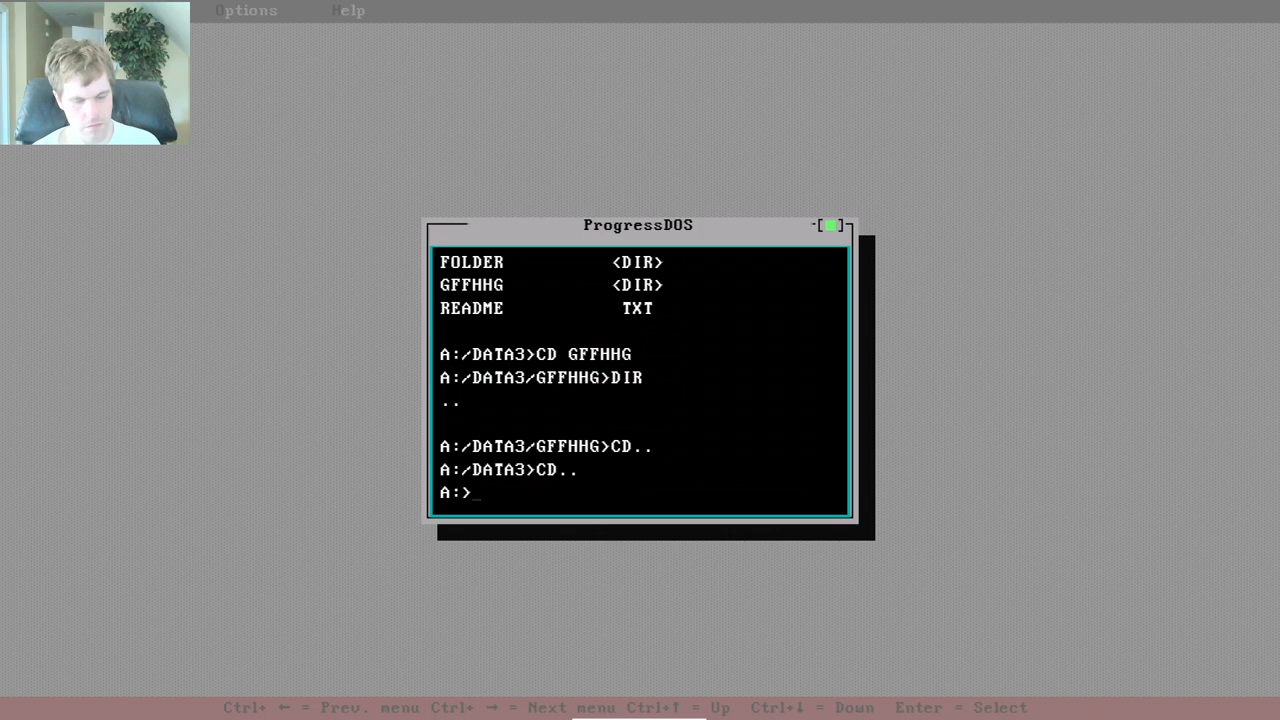 Options Help
ProgressDOS
FOLDER <DIR>
GFFHHG <DIR>
README TXT
A:/DATA3>CD GFFHHG
A:/DATA3/GFFHHG>DIR
..
A:/DATA3/GFFHHG>CD..
A:/DATA3>CD..
A:>_
Ctrl+ ← = Prev. menu Ctrl+ → = Next menu Ctrl+↑ = Up Ctrl+↓ = Down Enter = Select